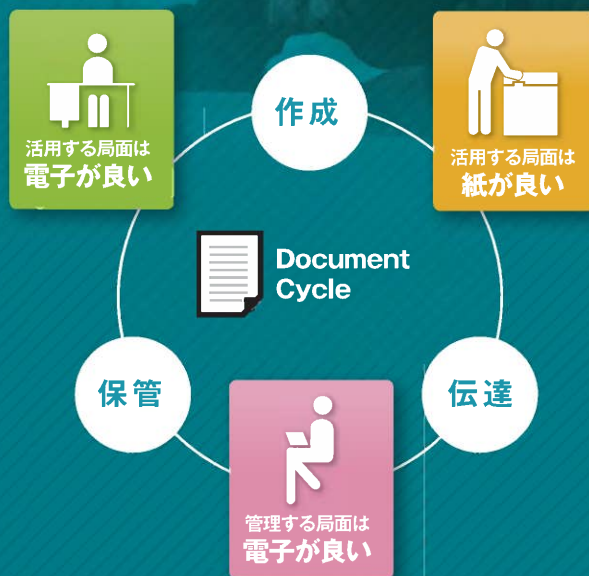 作成
活用する局面は
電子が良い
活用する局面は
紙が良い
Document
Cycle
保管
伝達
管理する局面は
電子が良い